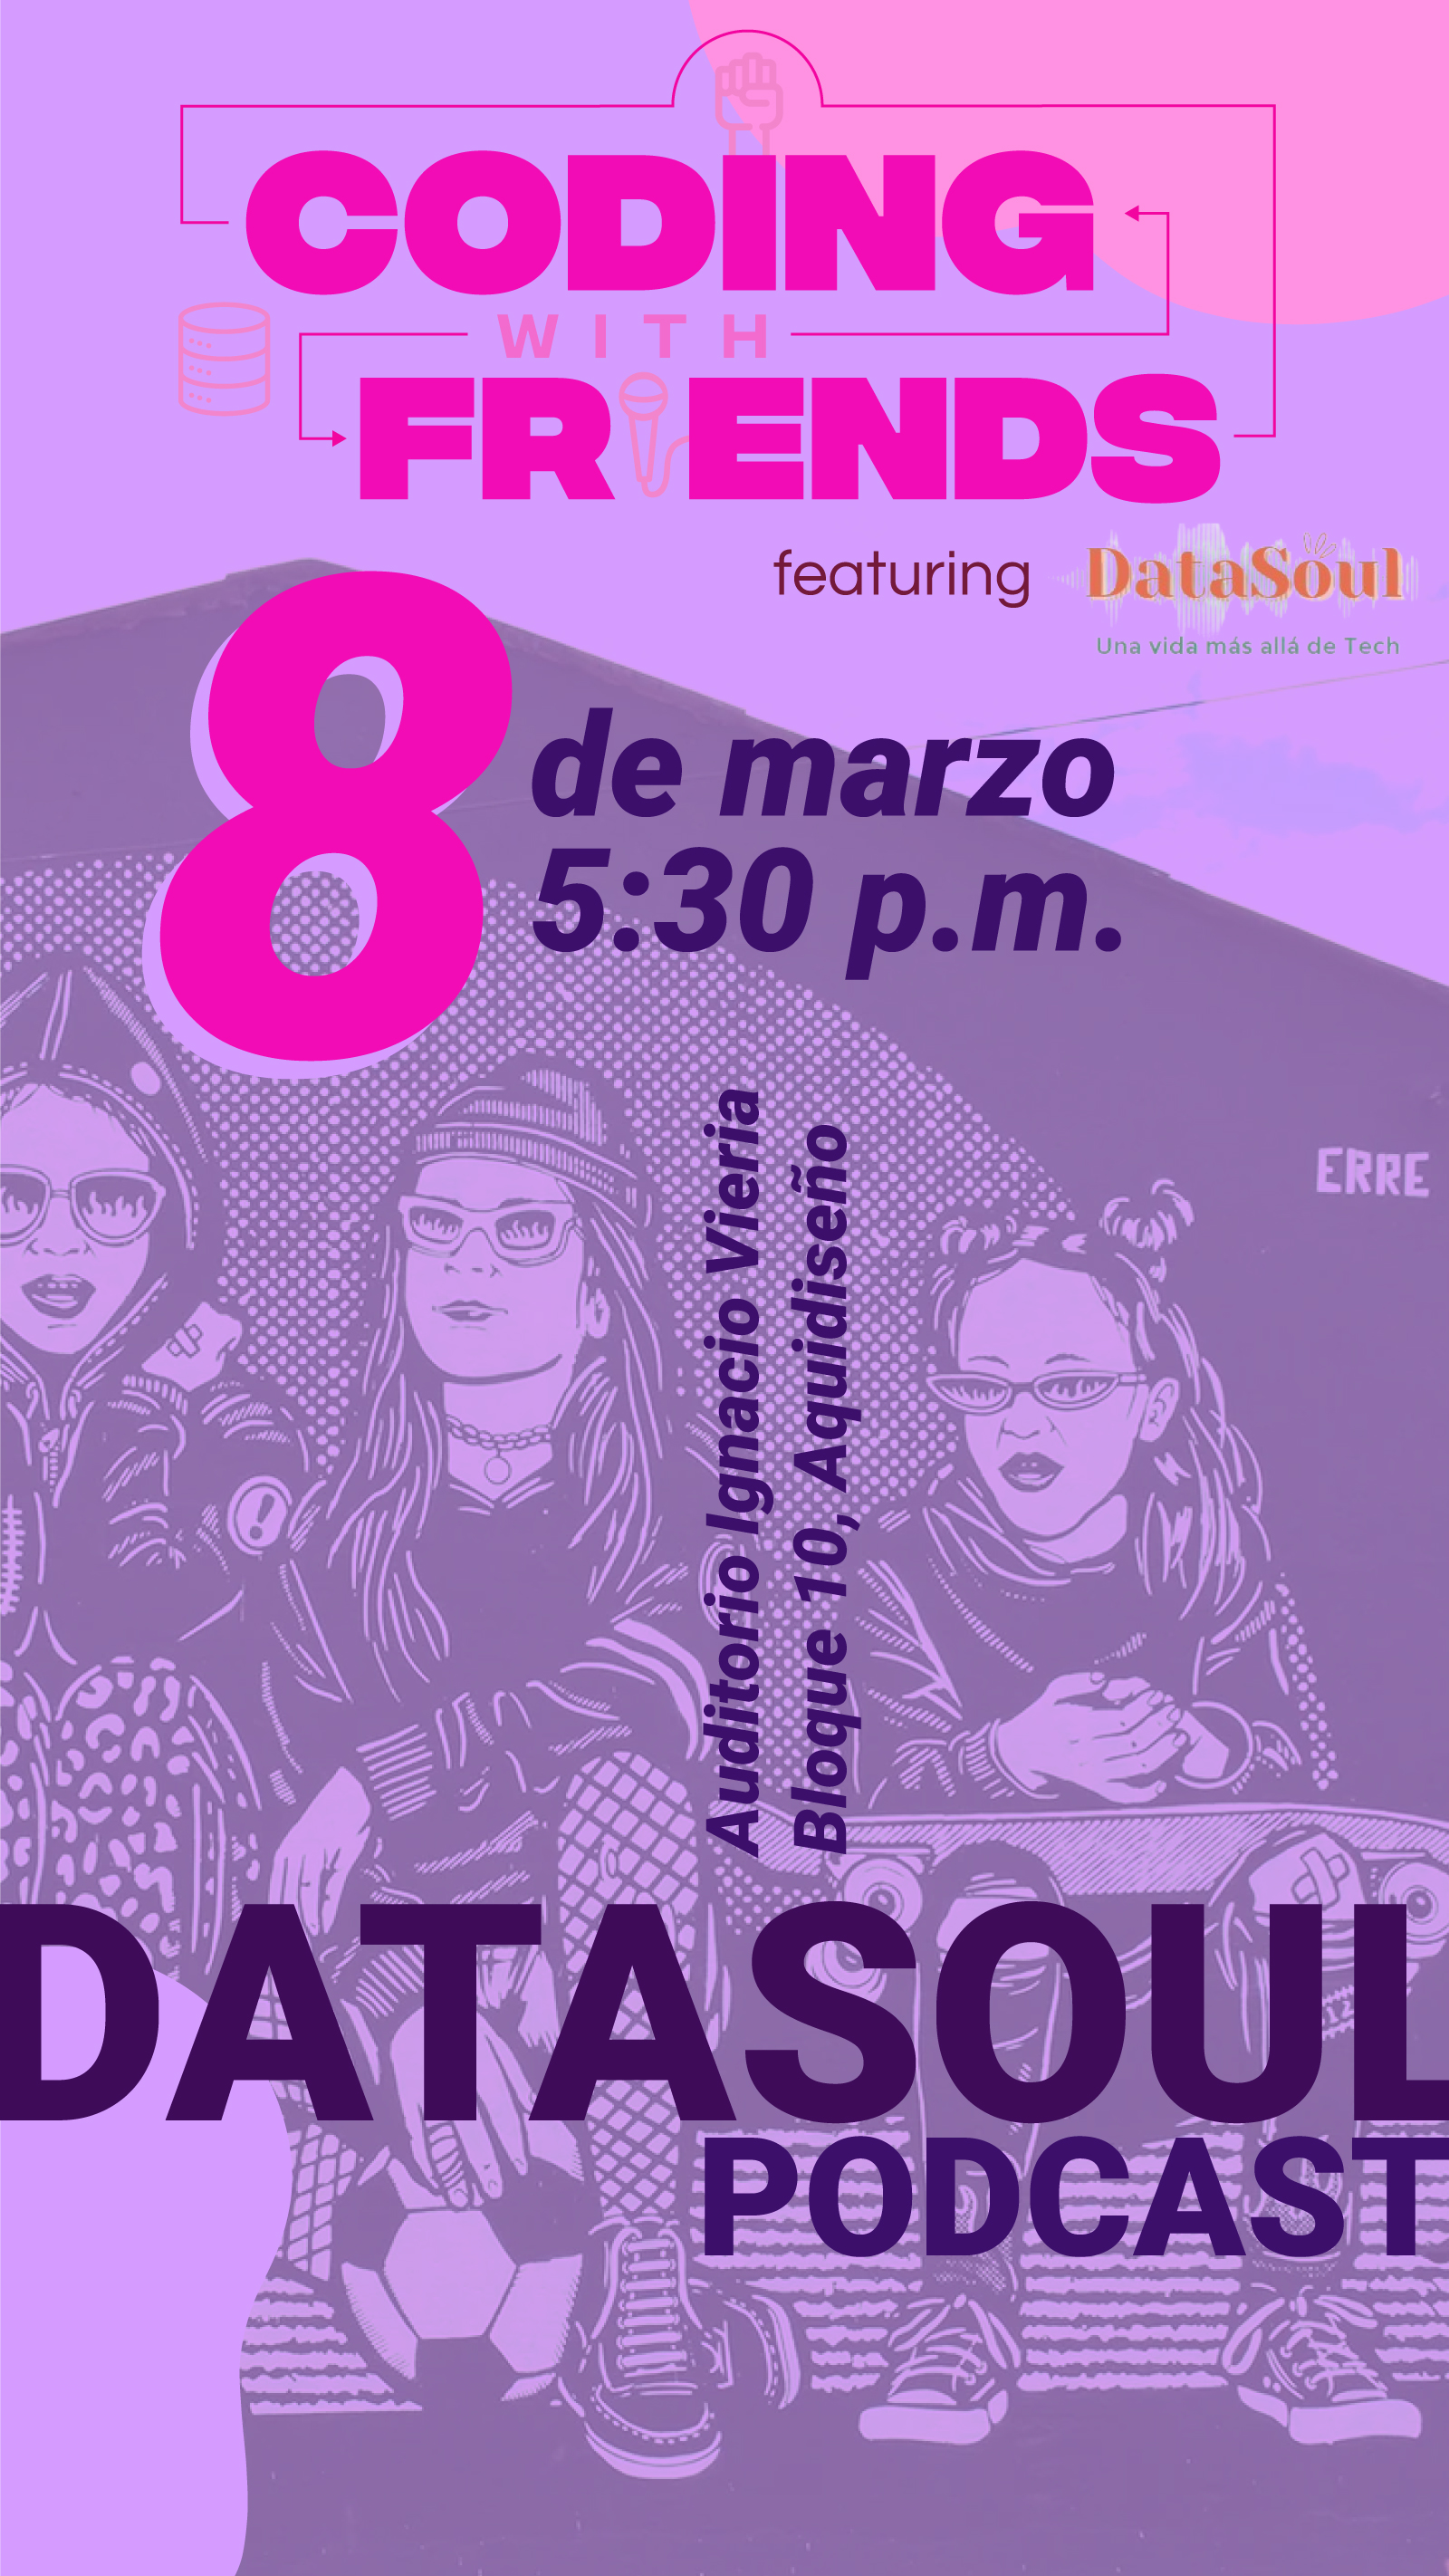 CODING
WITH
FRIENDS
featuring DataSoul
Una vida más allá de Tech
8 de marzo
5:30 p.m.
Auditorio Ignacio Vieria
Bloque 10, Aquidiseño
ERRE
DATASOUL
PODCAST